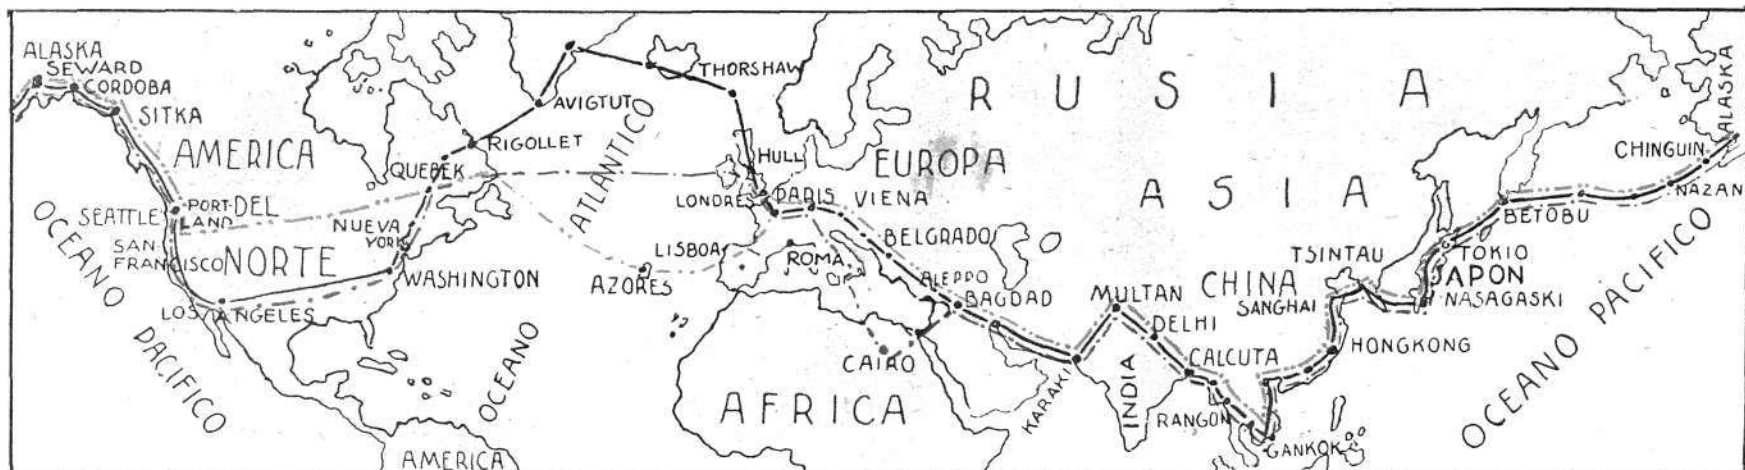 ALASKA
SEWARD
CORDOBA
SITKA
AMERICA
DEL
NORTE
SEATTLE
PORT-
LAND
SAN-
FRANCISCO
LOS ANGELES
OCEANO PACIFICO
QUEBEK
NUEVA
YORK
WASHINGTON
RIGOLLET
AVIGTUT
THORSHAW
OCEANO
ATLANTICO
AMERICA
AZORES
LISBOA
HULL
LONDRES
PARIS
VIENA
BELGRADO
ROMA
ALEPPO
BAGDAD
CAIRO
EUROPA
AFRICA
RUSIA
ASIA
KARAKI
MULTAN
DELHI
INDIA
CALCUTA
RANGON
GANKOK
CHINA
TSINTAU
SANGHAI
HONGKONG
JAPON
TOKIO
NASAGASKI
BETOBU
NAZAN
CHINGUIN
ALASKA
OCEANO PACIFICO